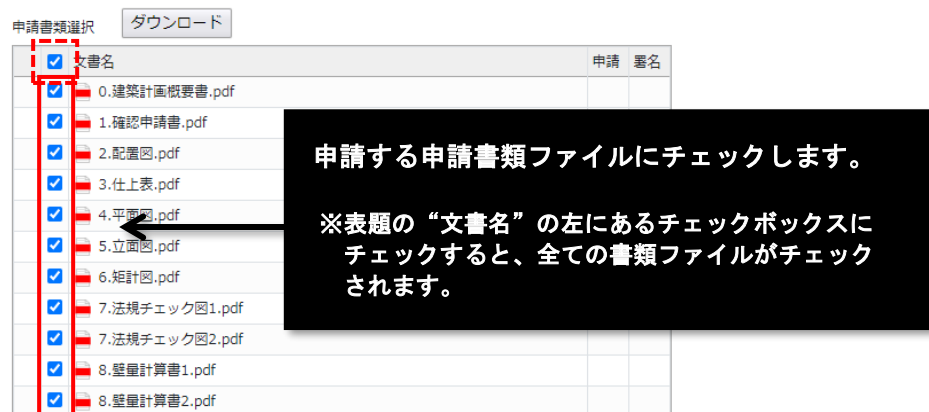 申請書類選択 ダウンロード
文書名 申請 署名
0.建築計画概要書.pdf
1.確認申請書.pdf
2.配置図.pdf
3.仕上表.pdf
4.平面図.pdf
5.立面図.pdf
6.矩計図.pdf
7.法規チェック図1.pdf
7.法規チェック図2.pdf
8.壁量計算書1.pdf
8.壁量計算書2.pdf
申請する申請書類ファイルにチェックします。
※表題の“文書名”の左にあるチェックボックスに
チェックすると、全ての書類ファイルがチェック
されます。